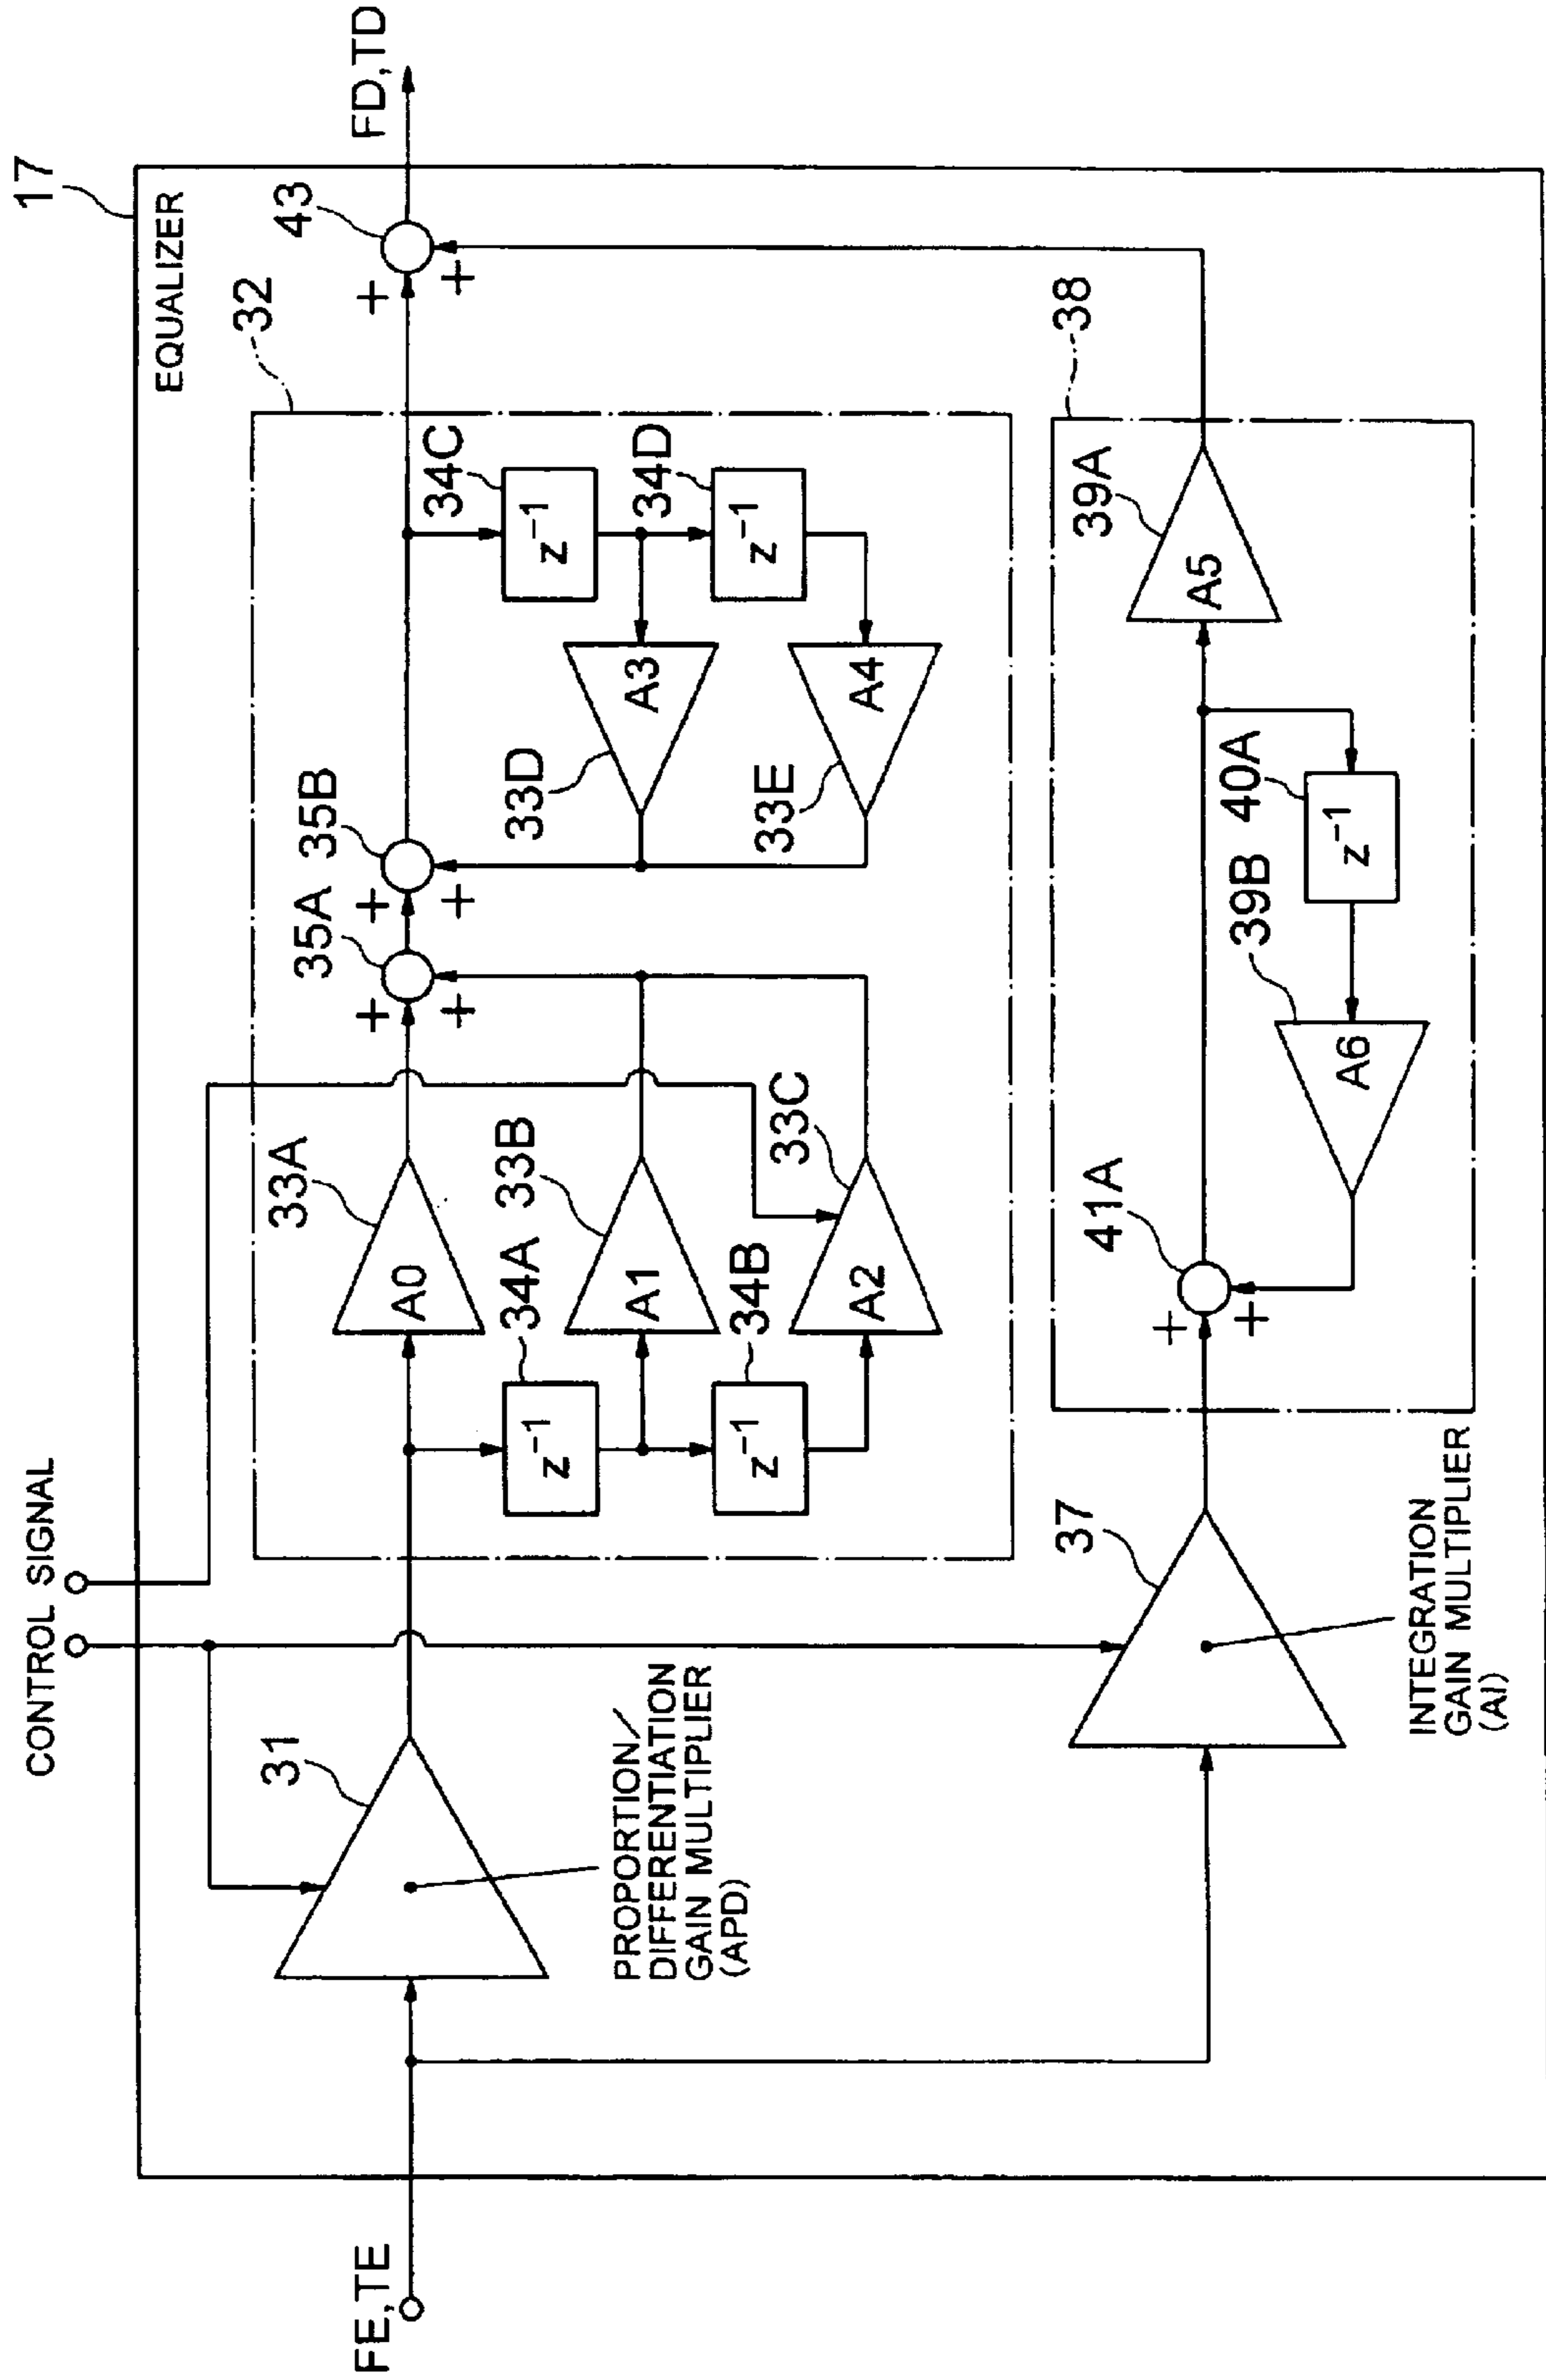 17
EQUALIZER
CONTROL SIGNAL
FE,TE
FD,TD
31
PROPORTION/
DIFFERENTIATION
GAIN MULTIPLIER
(APD)
32
33A
A0
34A
z⁻¹
33B
A1
34B
z⁻¹
33C
A2
35A
+
+
35B
+
+
34C
z⁻¹
33D
A3
34D
z⁻¹
33E
A4
43
+
+
37
INTEGRATION
GAIN MULTIPLIER
(AI)
38
41A
+
+
39A
A5
40A
z⁻¹
39B
A6